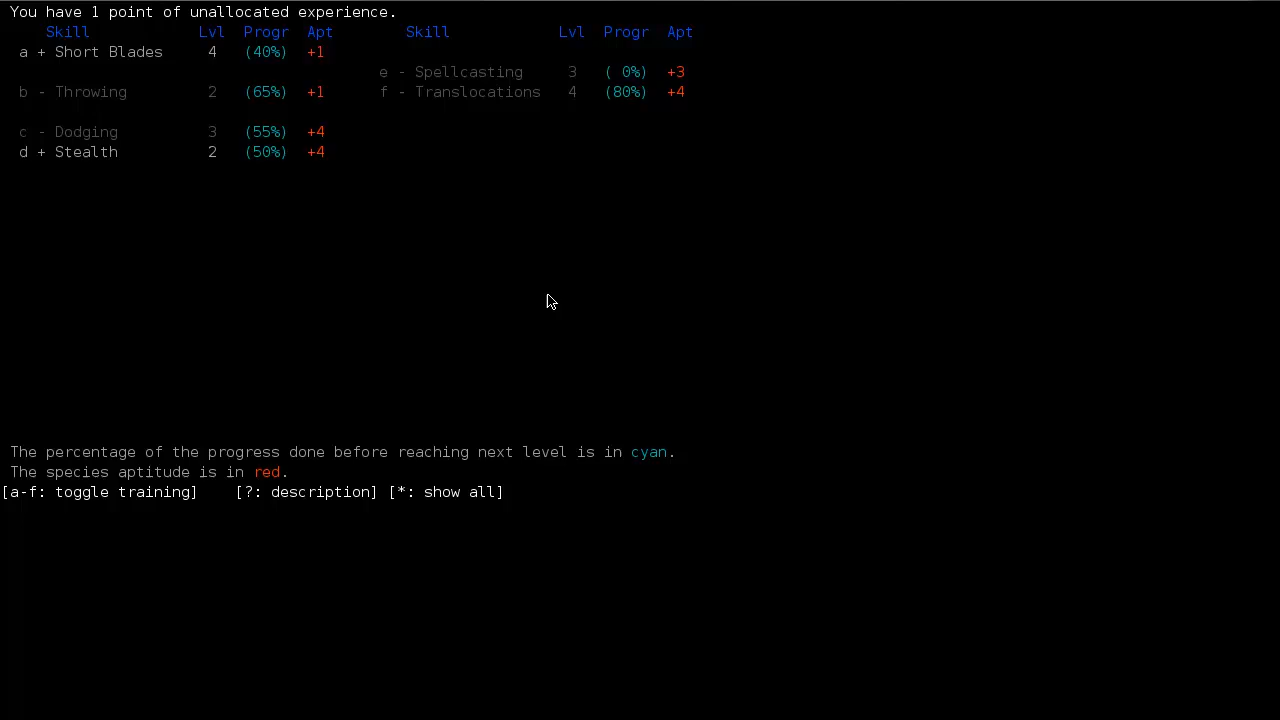 You have 1 point of unallocated experience.
Skill Lvl Progr Apt Skill Lvl Progr Apt
a + Short Blades 4 (40%) +1
e - Spellcasting 3 ( 0%) +3
b - Throwing 2 (65%) +1 f - Translocations 4 (80%) +4
c - Dodging 3 (55%) +4
d + Stealth 2 (50%) +4
The percentage of the progress done before reaching next level is in cyan.
The species aptitude is in red.
[a-f: toggle training] [?: description] [*: show all]